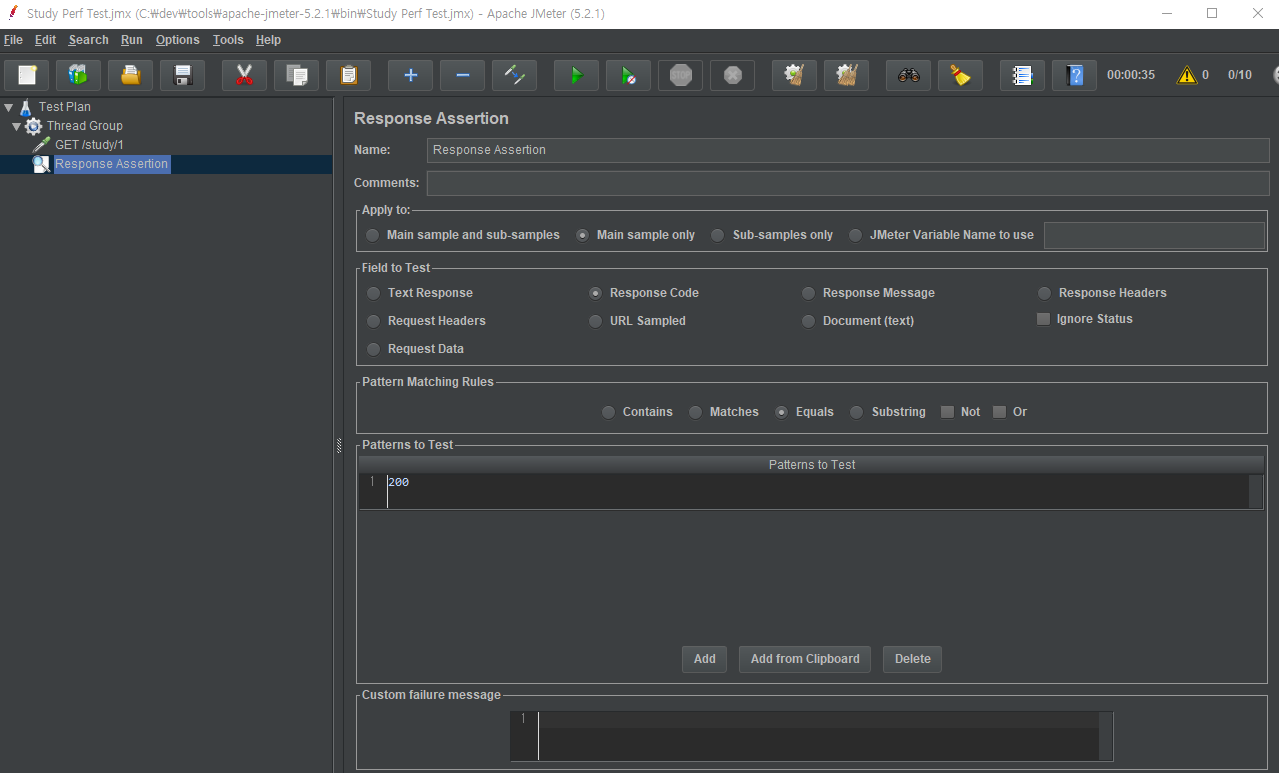 Study Perf Test.jmx (C:₩dev₩tools₩apache-jmeter-5.2.1₩bin₩Study Perf Test.jmx) - Apache JMeter (5.2.1)
File Edit Search Run Options Tools Help
STOP 00:00:35 0 0/10
Test Plan
Thread Group
GET /study/1
Response Assertion
Response Assertion
Name: Response Assertion
Comments:
Apply to:
Main sample and sub-samples Main sample only Sub-samples only JMeter Variable Name to use
Field to Test
Text Response Response Code Response Message Response Headers
Request Headers URL Sampled Document (text) Ignore Status
Request Data
Pattern Matching Rules
Contains Matches Equals Substring Not Or
Patterns to Test
Patterns to Test
1 200
Add Add from Clipboard Delete
Custom failure message
1